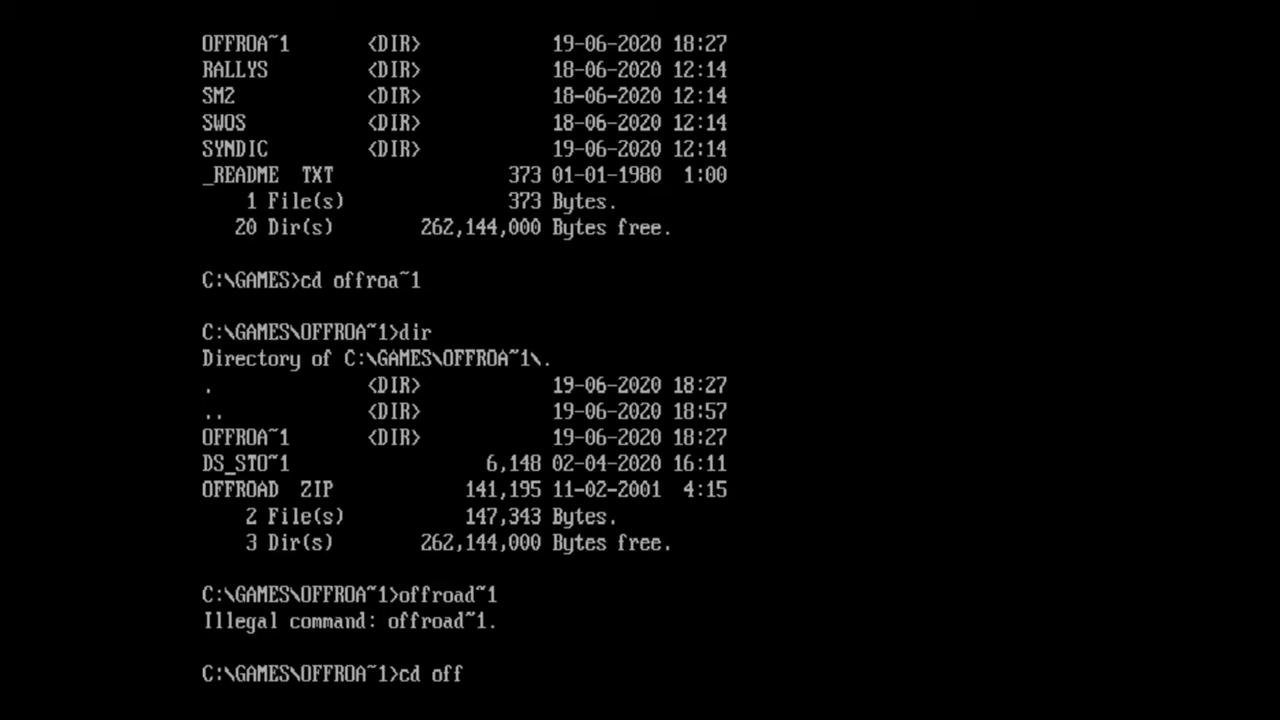 OFFROA~1 <DIR> 19-06-2020 18:27
RALLYS <DIR> 18-06-2020 12:14
SM2 <DIR> 18-06-2020 12:14
SWOS <DIR> 18-06-2020 12:14
SYNDIC <DIR> 19-06-2020 12:14
_README TXT 373 01-01-1980 1:00
1 File(s) 373 Bytes.
20 Dir(s) 262,144,000 Bytes free.
C:\GAMES>cd offroa~1
C:\GAMES\OFFROA~1>dir
Directory of C:\GAMES\OFFROA~1\.
. <DIR> 19-06-2020 18:27
.. <DIR> 19-06-2020 18:57
OFFROA~1 <DIR> 19-06-2020 18:27
DS_STO~1 6,148 02-04-2020 16:11
OFFROAD ZIP 141,195 11-02-2001 4:15
2 File(s) 147,343 Bytes.
3 Dir(s) 262,144,000 Bytes free.
C:\GAMES\OFFROA~1>offroad~1
Illegal command: offroad~1.
C:\GAMES\OFFROA~1>cd off